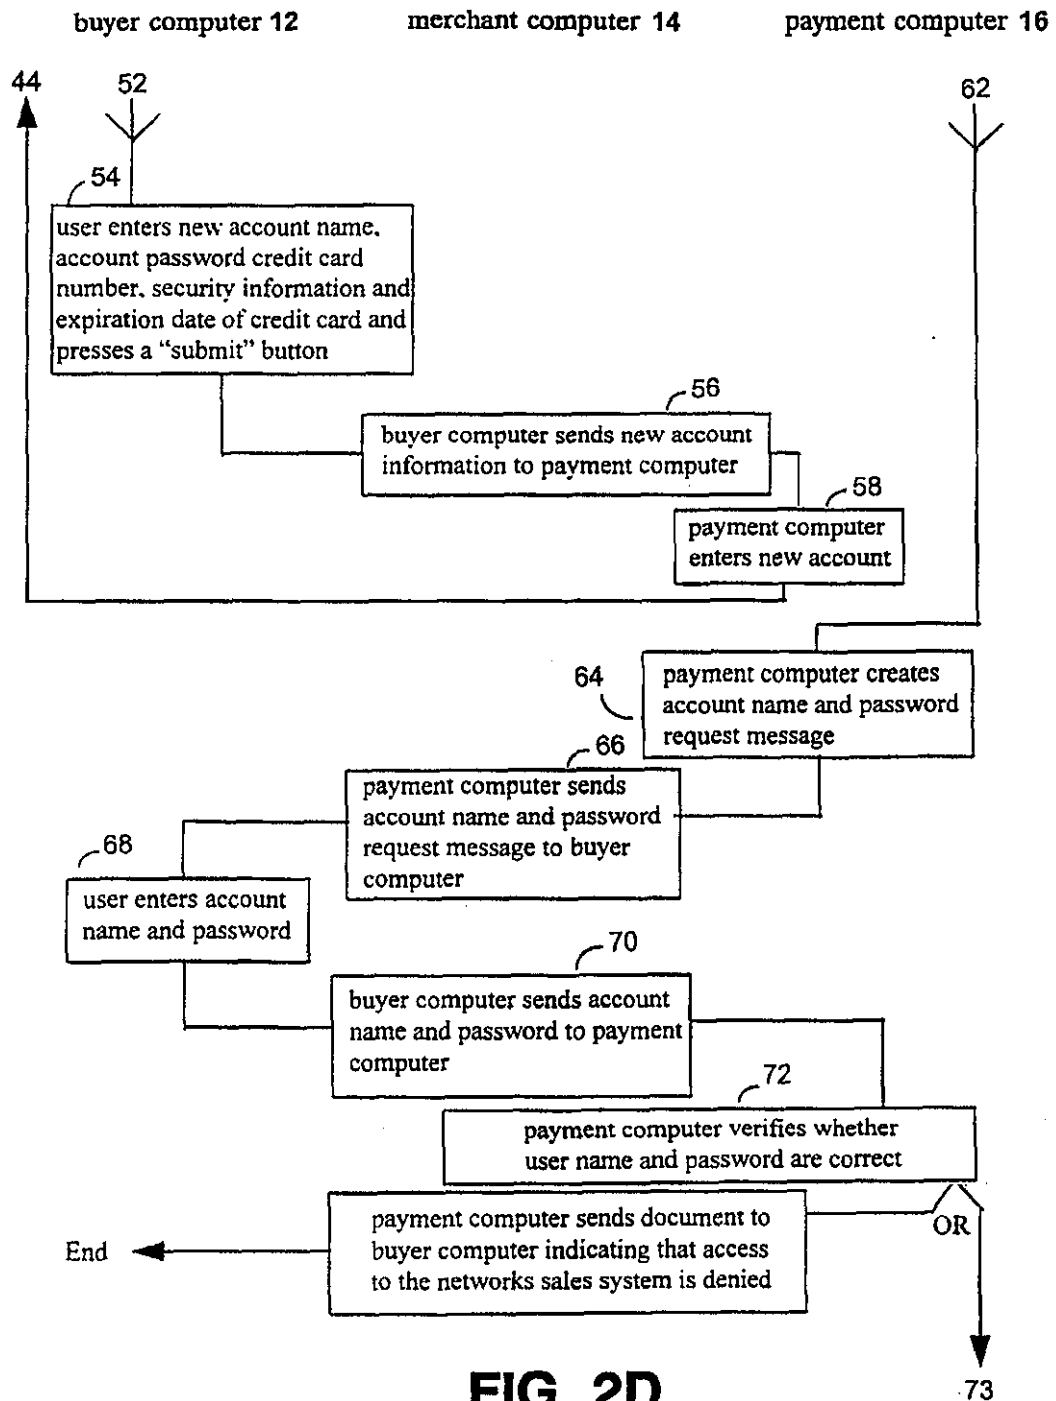 buyer computer 12 merchant computer 14 payment computer 16
44 52 62
54
user enters new account name,
account password credit card
number, security information and
expiration date of credit card and
presses a “submit” button
56
buyer computer sends new account
information to payment computer
58
payment computer
enters new account
64
payment computer creates
account name and password
request message
66
payment computer sends
account name and password
request message to buyer
computer
68
user enters account
name and password
70
buyer computer sends account
name and password to payment
computer
72
payment computer verifies whether
user name and password are correct
OR
payment computer sends document to
buyer computer indicating that access
to the networks sales system is denied
End
73
FIG. 2D